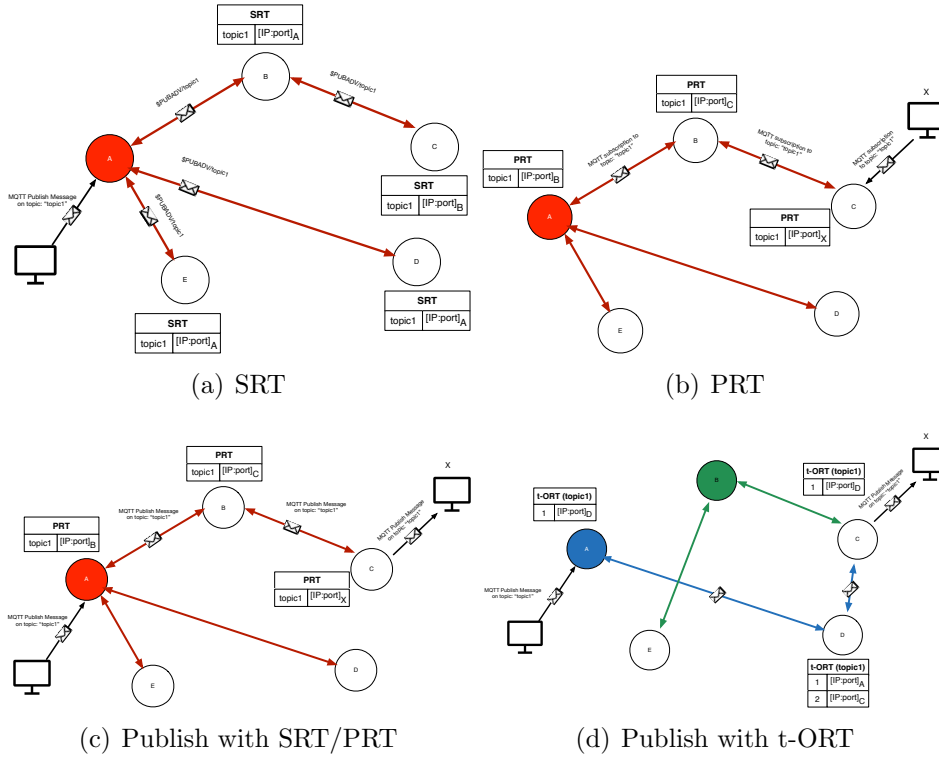 SRT
topic1 [IP:port]A
B
$PUBADV/topic1
$PUBADV/topic1
A
C
$PUBADV/topic1
SRT
topic1 [IP:port]B
MQTT Publish Message
on topic: "topic1"
$PUBADV/topic1
D
E
SRT
topic1 [IP:port]A
SRT
topic1 [IP:port]A
(a) SRT
X
PRT
topic1 [IP:port]C
B
MQTT subscription to
topic: "topic1"
MQTT subscription to
topic: "topic1"
MQTT subscription
to topic: "topic1"
PRT
topic1 [IP:port]B
A
C
PRT
topic1 [IP:port]X
D
E
(b) PRT
X
PRT
topic1 [IP:port]C
B
MQTT Publish Message
on topic: "topic1"
MQTT Publish Message
on topic: "topic1"
MQTT Publish Message
on topic: "topic1"
PRT
topic1 [IP:port]B
A
C
PRT
topic1 [IP:port]X
MQTT Publish Message
on topic: "topic1"
D
E
(c) Publish with SRT/PRT
X
t-ORT (topic1)
1 [IP:port]D
B
t-ORT (topic1)
1 [IP:port]D
MQTT Publish Message
on topic: "topic1"
A
C
MQTT Publish Message
on topic: "topic1"
D
E
t-ORT (topic1)
1 [IP:port]A
2 [IP:port]C
(d) Publish with t-ORT